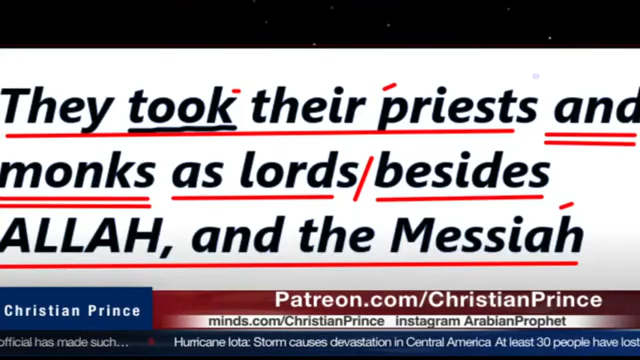 They took their priests and
monks as lords/besides
ALLAH, and the Messiah
Christian Prince
Patreon.com/ChristianPrince
minds.com/ChristianPrince instagram ArabianProphet
official has made such... Hurricane Iota: Storm causes devastation in Central America At least 30 people have lost